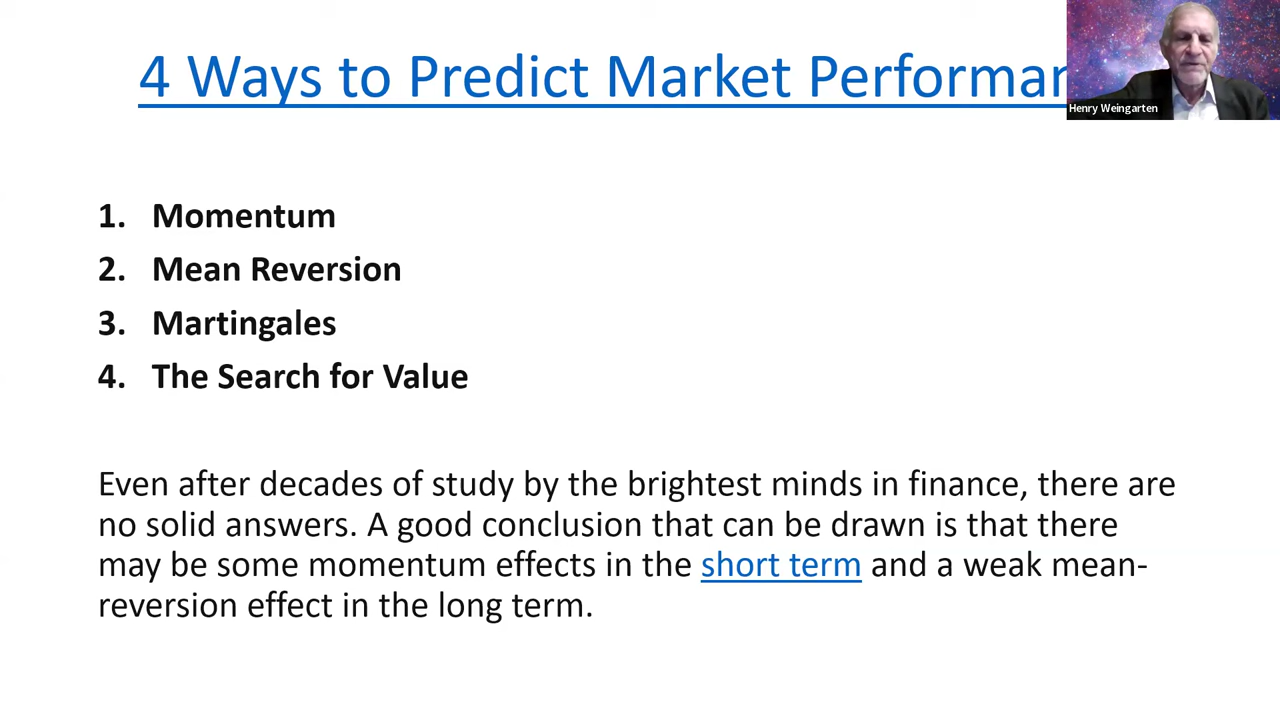 4 Ways to Predict Market
Henry Weingarten
1. Momentum
2. Mean Reversion
3. Martingales
4. The Search for Value
Even after decades of study by the brightest minds in finance, there are
no solid answers. A good conclusion that can be drawn is that there
may be some momentum effects in the short term and a weak mean-
reversion effect in the long term.